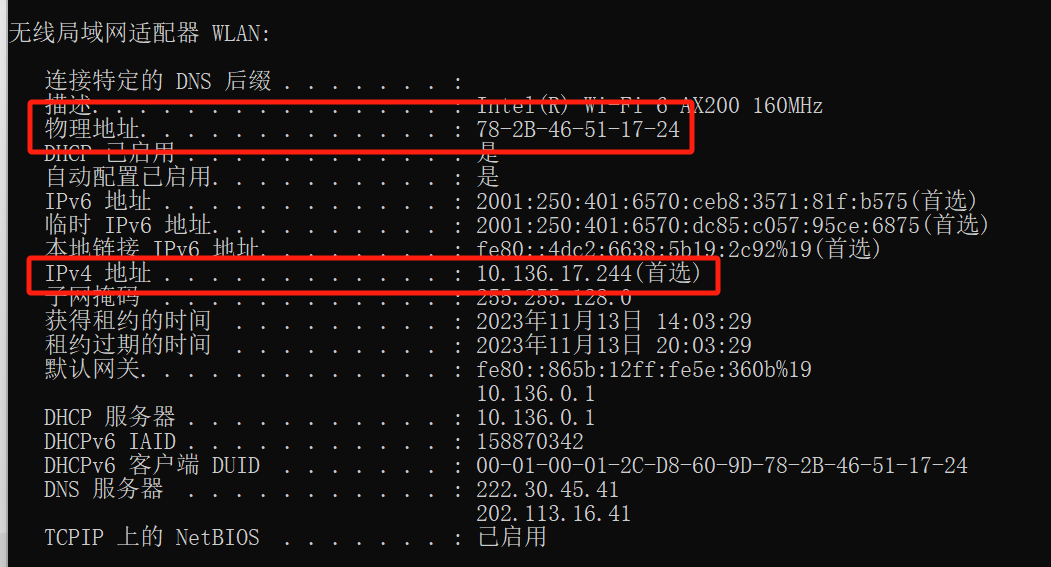 无线局域网适配器 WLAN:
连接特定的 DNS 后缀 . . . . . . . :
描述. . . . . . . . . . . . . . . : Intel(R) Wi-Fi 6 AX200 160MHz
物理地址. . . . . . . . . . . . . : 78-2B-46-51-17-24
DHCP 已启用 . . . . . . . . . . . : 是
自动配置已启用. . . . . . . . . . : 是
IPv6 地址 . . . . . . . . . . . . : 2001:250:401:6570:ceb8:3571:81f:b575(首选)
临时 IPv6 地址. . . . . . . . . . : 2001:250:401:6570:dc85:c057:95ce:6875(首选)
本地链接 IPv6 地址. . . . . . . . : fe80::4dc2:6638:5b19:2c92%19(首选)
IPv4 地址 . . . . . . . . . . . . : 10.136.17.244(首选)
子网掩码  . . . . . . . . . . . . : 255.255.128.0
获得租约的时间  . . . . . . . . . : 2023年11月13日 14:03:29
租约过期的时间  . . . . . . . . . : 2023年11月13日 20:03:29
默认网关. . . . . . . . . . . . . : fe80::865b:12ff:fe5e:360b%19
10.136.0.1
DHCP 服务器 . . . . . . . . . . . : 10.136.0.1
DHCPv6 IAID . . . . . . . . . . . : 158870342
DHCPv6 客户端 DUID  . . . . . . . : 00-01-00-01-2C-D8-60-9D-78-2B-46-51-17-24
DNS 服务器  . . . . . . . . . . . : 222.30.45.41
202.113.16.41
TCPIP 上的 NetBIOS  . . . . . . . : 已启用